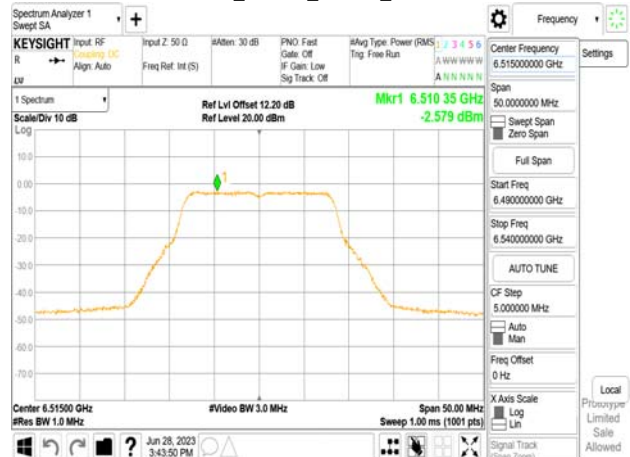 Spectrum Analyzer 1
Swept SA
Frequency
KEYSIGHT
Input: RF
Input Z: 50 Ω
#Atten: 30 dB
PNO: Fast
#Avg Type: Power (RMS
1 2 3 4 5 6
R
Coupling: DC
Gate: Off
Trig: Free Run
Align: Auto
Freq Ref: Int (S)
IF Gain: Low
A W W W W W
Sig Track: Off
A N N N N N
LXI
Center Frequency
6.515000000 GHz
Settings
1 Spectrum
Ref Lvl Offset 12.20 dB
Mkr1 6.510 35 GHz
Scale/Div 10 dB
Ref Level 20.00 dBm
-2.579 dBm
Log
10.0
0.00
-10.0
-20.0
-30.0
-40.0
-50.0
-60.0
-70.0
1
Span
50.0000000 MHz
Swept Span
Zero Span
Full Span
Start Freq
6.490000000 GHz
Stop Freq
6.540000000 GHz
AUTO TUNE
CF Step
5.000000 MHz
Auto
Man
Freq Offset
0 Hz
X Axis Scale
Log
Lin
Signal Track
(Span Zoom)
Local
Prototype
Limited
Sale
Allowed
Center 6.51500 GHz
#Video BW 3.0 MHz
Span 50.00 MHz
#Res BW 1.0 MHz
Sweep 1.00 ms (1001 pts)
Jun 28, 2023
3:43:50 PM